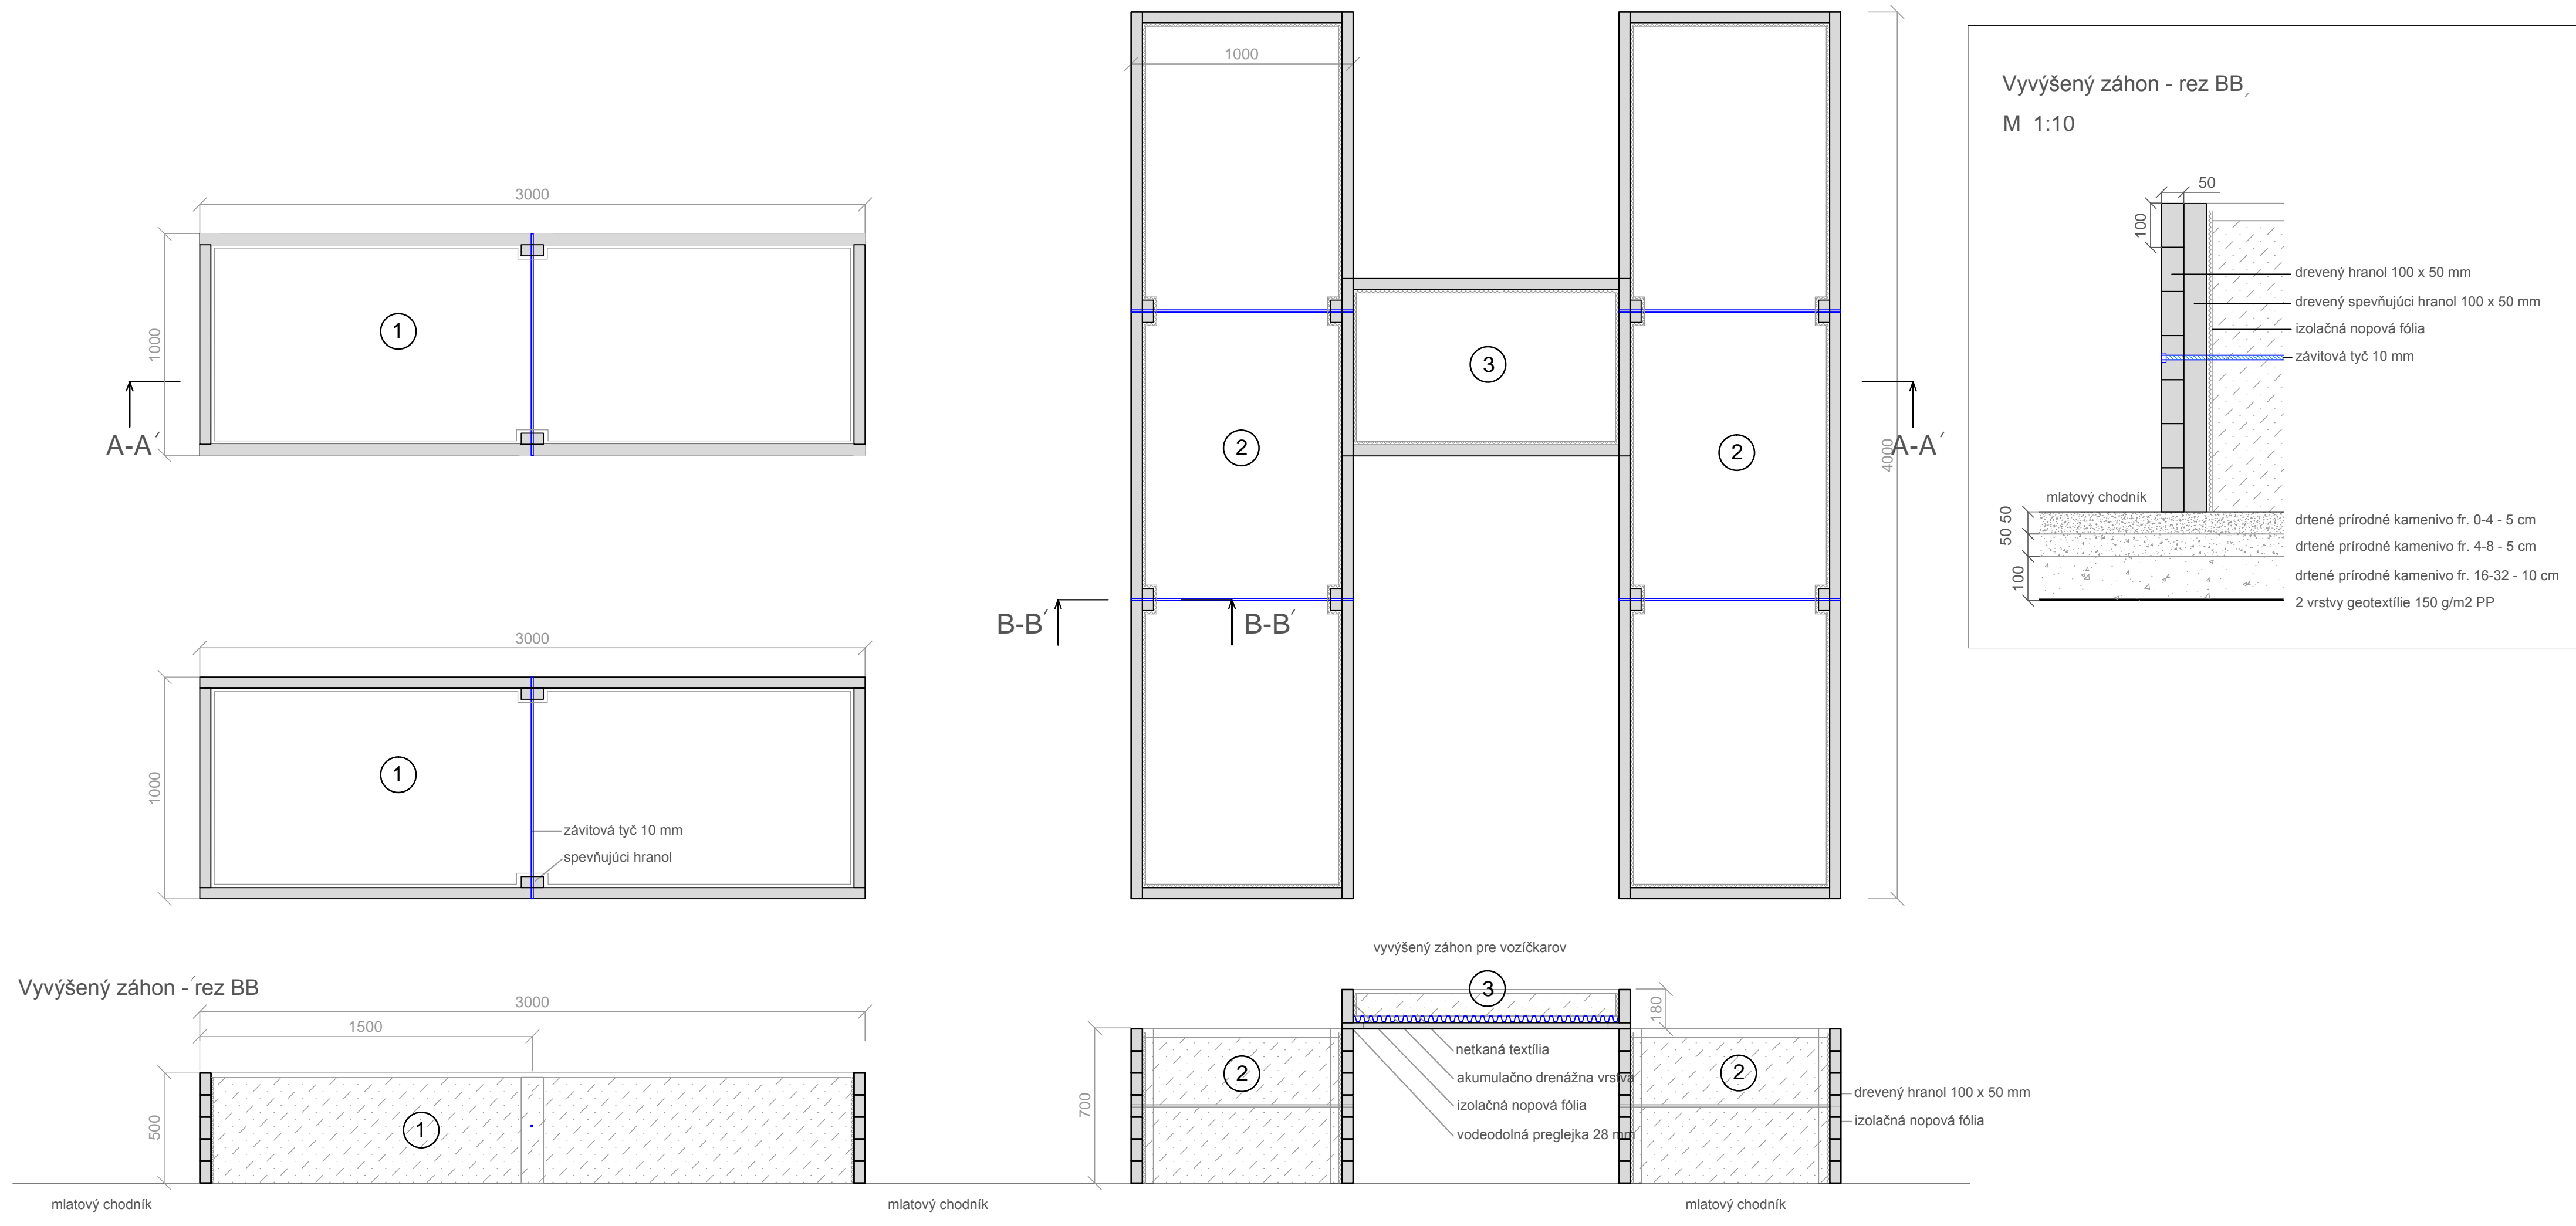 3000
1000
1
A-A´
3000
1000
1
závitová tyč 10 mm
spevňujúci hranol
1000
2
3
2
4000
A-A´
B-B´
B-B´
Vyvýšený záhon - rez BB´
M 1:10
50
100
drevený hranol 100 x 50 mm
drevený spevňujúci hranol 100 x 50 mm
izolačná nopová fólia
závitová tyč 10 mm
mlatový chodník
50
50
100
drtené prírodné kamenivo fr. 0-4 - 5 cm
drtené prírodné kamenivo fr. 4-8 - 5 cm
drtené prírodné kamenivo fr. 16-32 - 10 cm
2 vrstvy geotextílie 150 g/m2 PP
Vyvýšený záhon -´rez BB
3000
1500
500
1
mlatový chodník
mlatový chodník
vyvýšený záhon pre vozíčkarov
3
180
700
2
2
netkaná textília
akumulačno drenážna vrstva
izolačná nopová fólia
vodeodolná preglejka 28 mm
drevený hranol 100 x 50 mm
izolačná nopová fólia
mlatový chodník